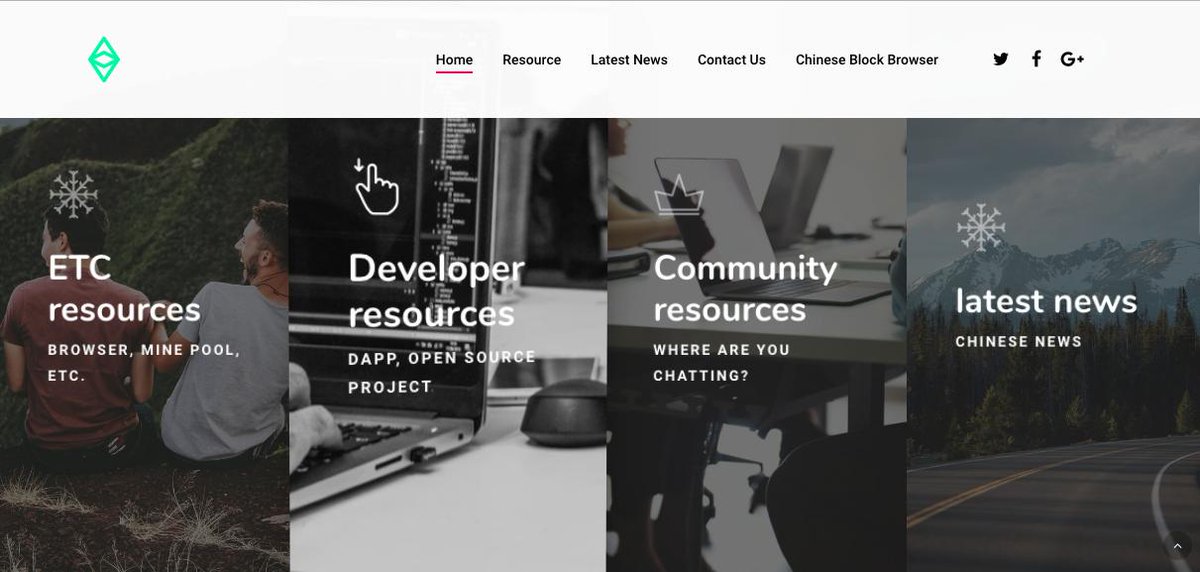 Home Resource Latest News Contact Us Chinese Block Browser G+
ETC
resources
BROWSER, MINE POOL,
ETC.
Developer
resources
DAPP, OPEN SOURCE
PROJECT
Community
resources
WHERE ARE YOU
CHATTING?
latest news
CHINESE NEWS